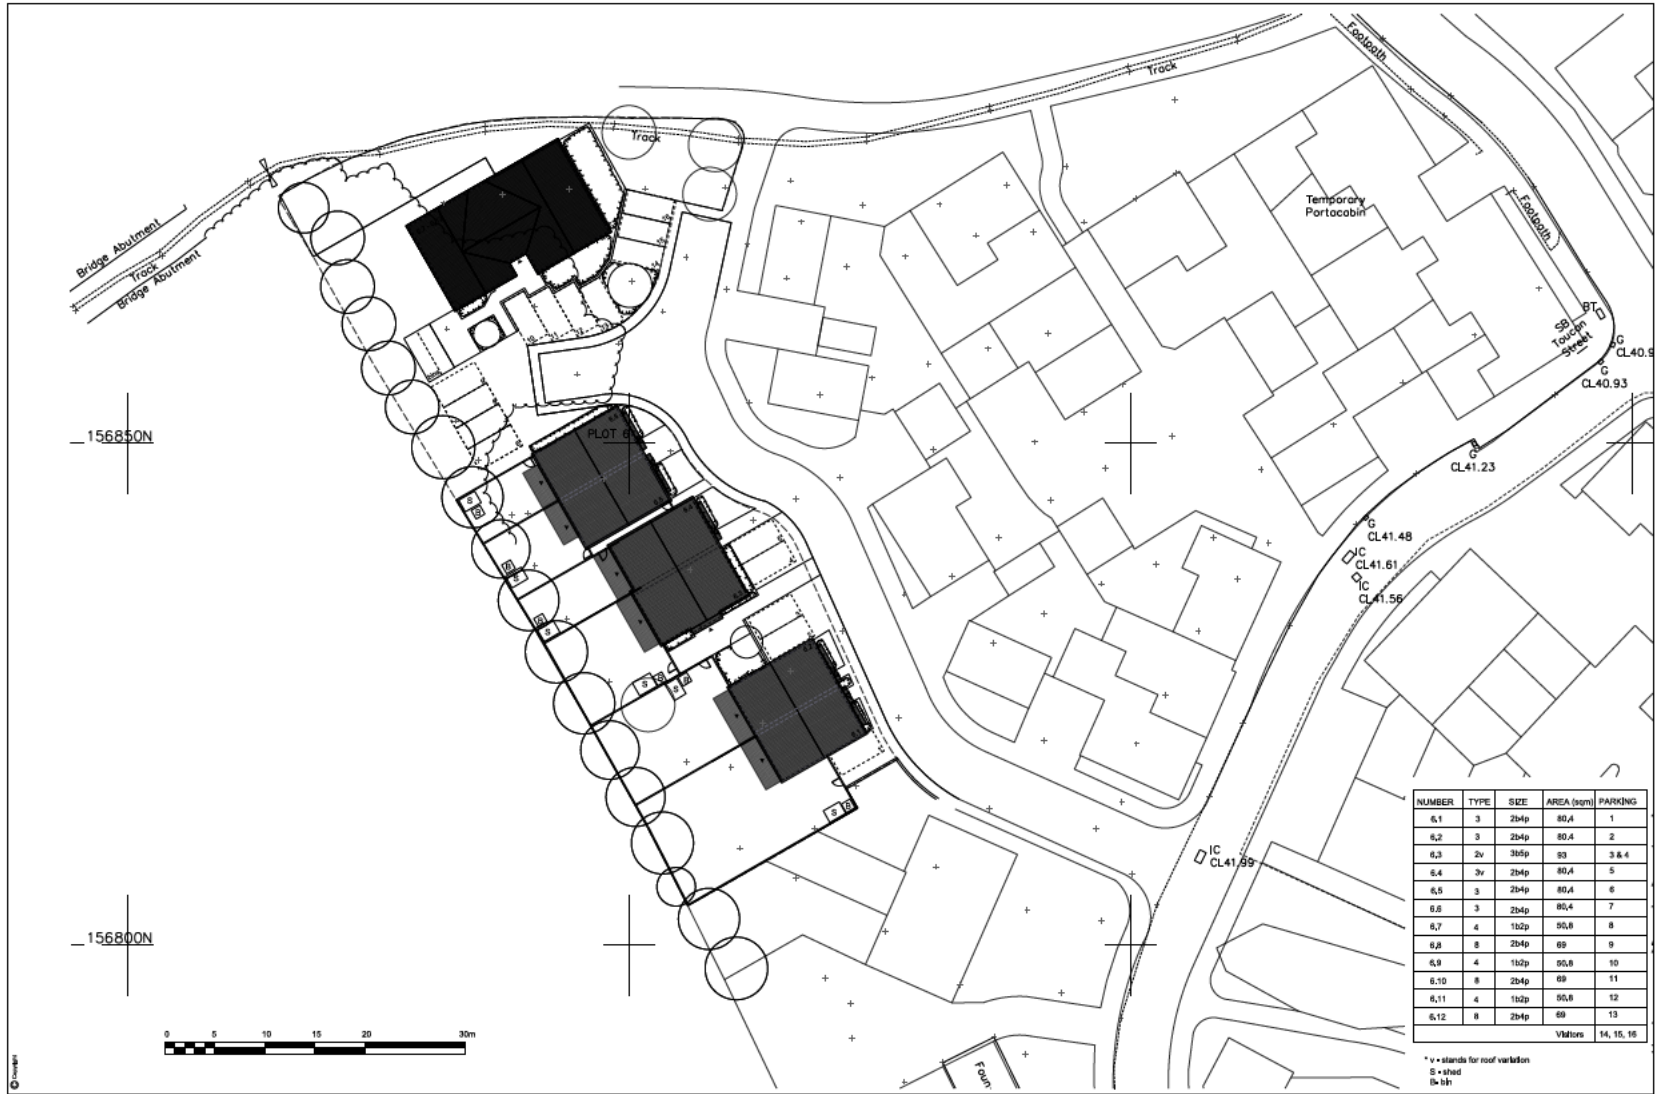 Footpath
Track
Track
Bridge Abutment
Track
Bridge Abutment
Temporary
Portacabin
Footpath
BT
SB
Toucan
Street
G
CL40.9
G
CL40.93
156850N
PLOT 6
G
CL41.23
G
CL41.48
IC
CL41.61
IC
CL41.56
S
B
B
S
B
S
S
B
S
B
S
B
IC
CL41.99
156800N
Foun
NUMBER TYPE SIZE AREA (sqm) PARKING
6.1 3 2b4p 80.4 1
6.2 3 2b4p 80.4 2
6.3 2v 3b5p 93 3 & 4
6.4 3v 2b4p 80.4 5
6.5 3 2b4p 80.4 6
6.6 3 2b4p 80.4 7
6.7 4 1b2p 50.8 8
6.8 8 2b4p 69 9
6.9 4 1b2p 50.8 10
6.10 8 2b4p 69 11
6.11 4 1b2p 50.8 12
6.12 8 2b4p 69 13
Visitors 14, 15, 16
0 5 10 15 20 30m
* v = stands for roof variation
S = shed
B= bin
© Copyright